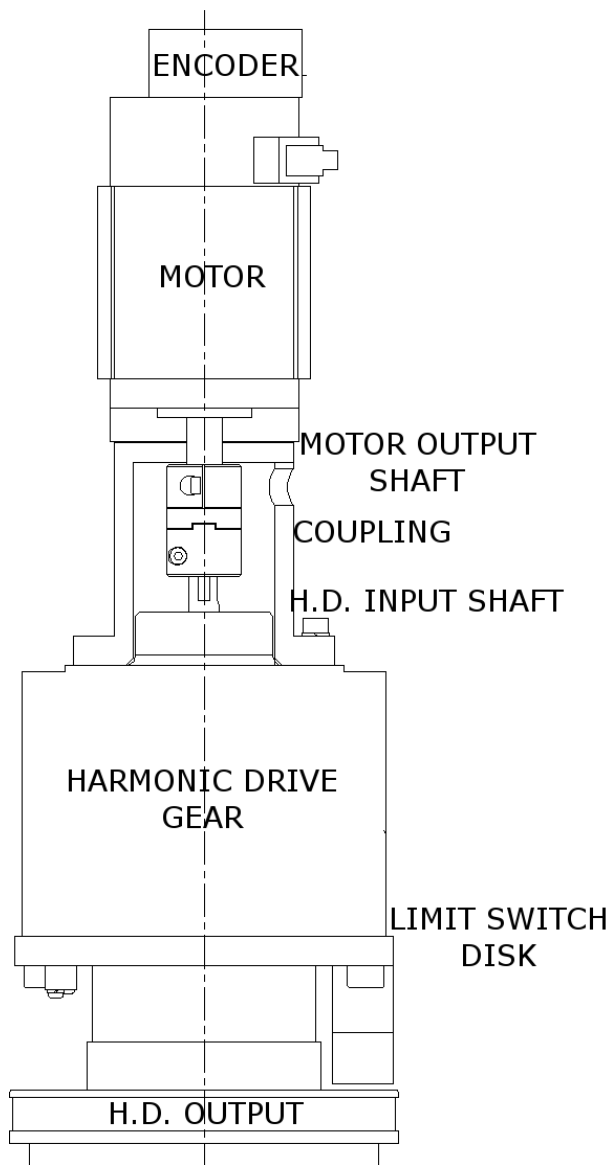 ENCODER
MOTOR
MOTOR OUTPUT
SHAFT
COUPLING
H.D. INPUT SHAFT
HARMONIC DRIVE
GEAR
LIMIT SWITCH
DISK
H.D. OUTPUT